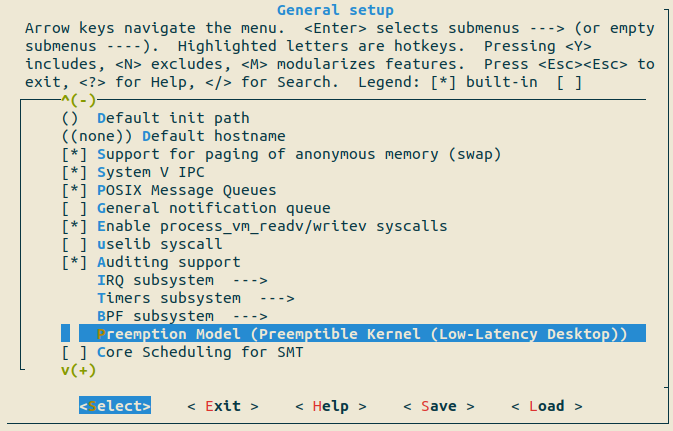 General setup
Arrow keys navigate the menu.  <Enter> selects submenus ---> (or empty
submenus ----).  Highlighted letters are hotkeys.  Pressing <Y>
includes, <N> excludes, <M> modularizes features.  Press <Esc><Esc> to
exit, <?> for Help, </> for Search.  Legend: [*] built-in  [ ]
^(-)
()  Default init path
((none)) Default hostname
[*] Support for paging of anonymous memory (swap)
[*] System V IPC
[*] POSIX Message Queues
[ ] General notification queue
[*] Enable process_vm_readv/writev syscalls
[ ] uselib syscall
[*] Auditing support
IRQ subsystem  --->
Timers subsystem  --->
BPF subsystem  --->
Preemption Model (Preemptible Kernel (Low-Latency Desktop))
[ ] Core Scheduling for SMT
v(+)
<Select>    < Exit >    < Help >    < Save >    < Load >